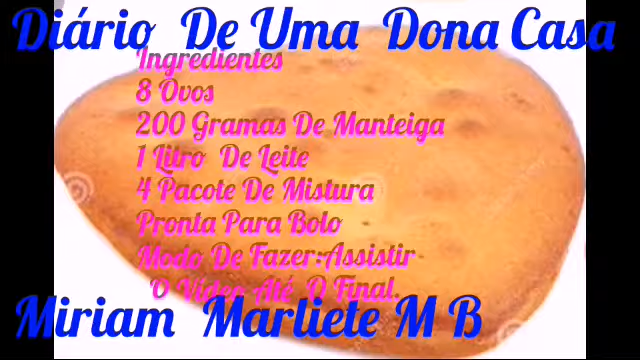 Diário De Uma Dona Casa
Ingredientes
8 Ovos
200 Gramas De Manteiga
1 Litro De Leite
4 Pacote De Mistura
Pronta Para Bolo
Modo De Fazer:Assistir
O Vídeo Até O Final.
Miriam Marliete M B